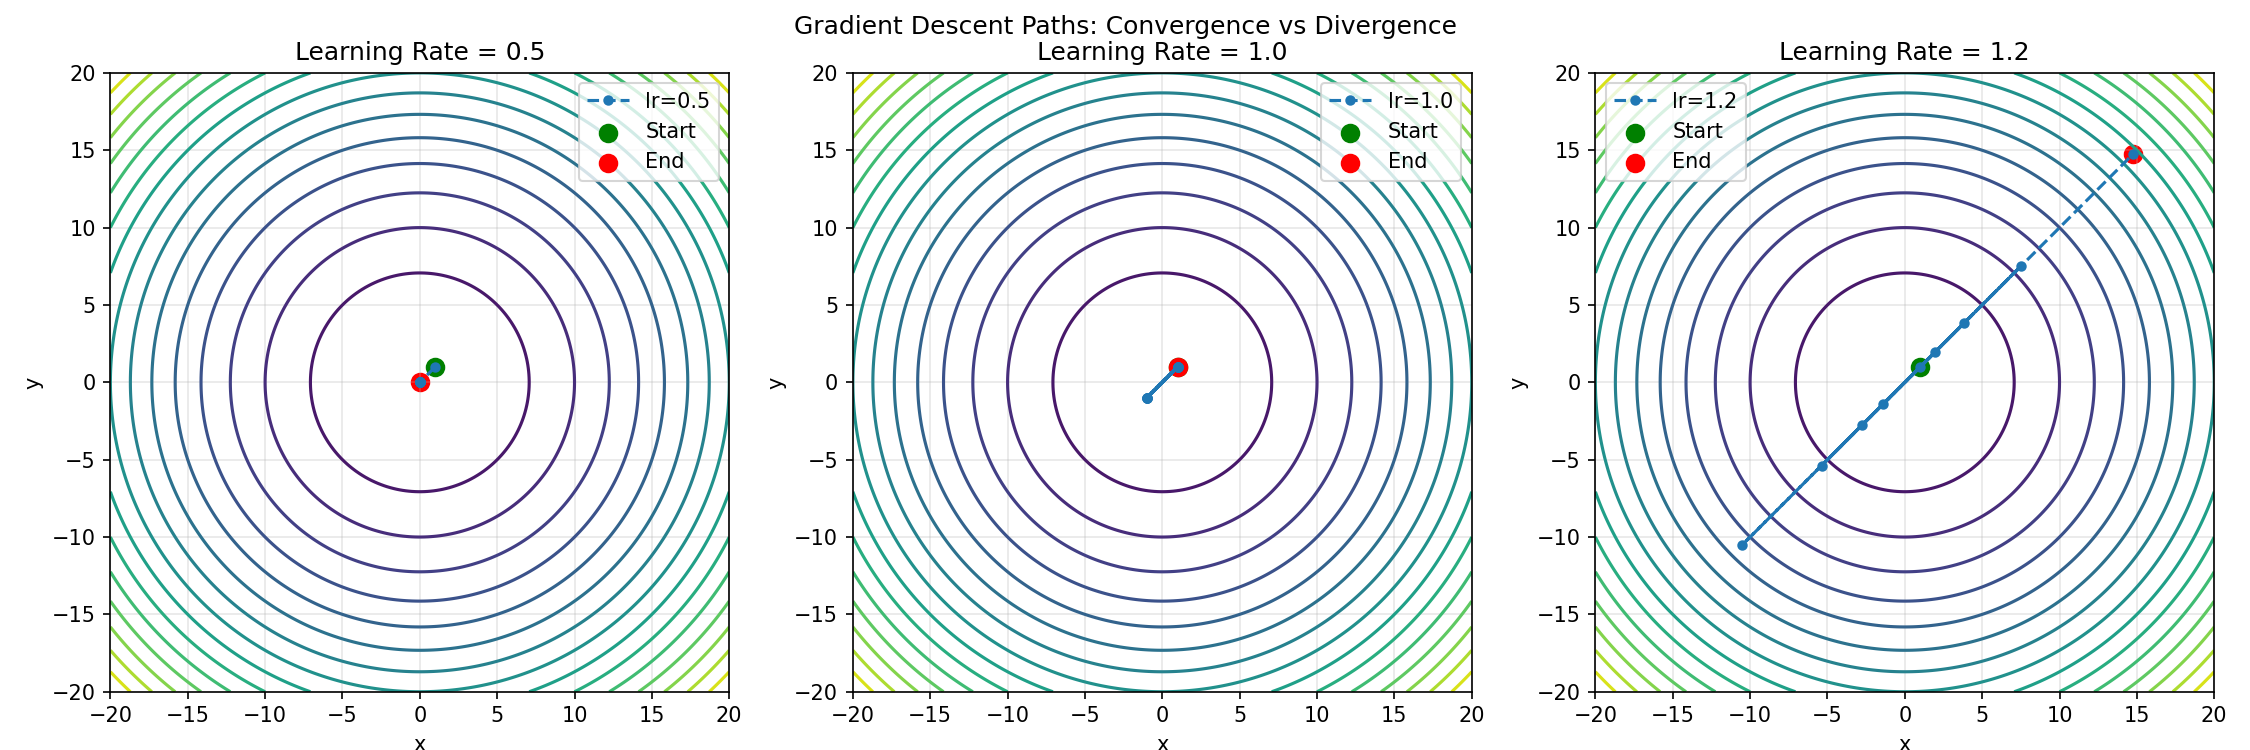 Gradient Descent Paths: Convergence vs Divergence
Learning Rate = 0.5
lr=0.5
Start
End
20
15
10
5
0
−5
−10
−15
−20
y
−20 −15 −10 −5 0 5 10 15 20
x
Learning Rate = 1.0
lr=1.0
Start
End
20
15
10
5
0
−5
−10
−15
−20
y
−20 −15 −10 −5 0 5 10 15 20
x
Learning Rate = 1.2
lr=1.2
Start
End
20
15
10
5
0
−5
−10
−15
−20
y
−20 −15 −10 −5 0 5 10 15 20
x